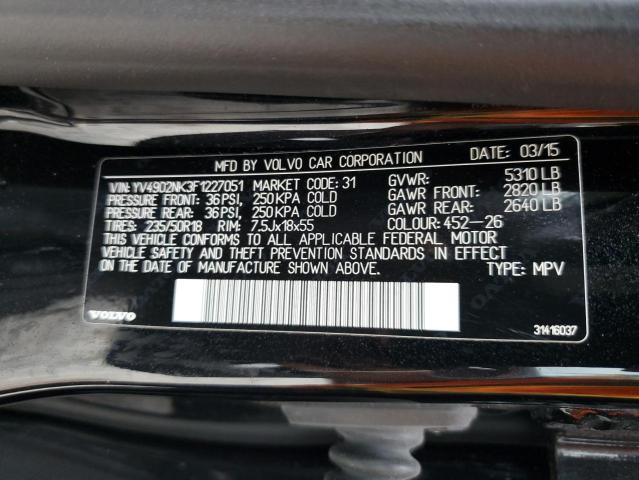 MFD BY VOLVO CAR CORPORATION DATE: 03/15
VIN: YV4902NK3F1227051 MARKET CODE: 31 GVWR: 5310 LB
PRESSURE FRONT: 36 PSI, 250 KPA COLD GAWR FRONT: 2820 LB
PRESSURE REAR: 36 PSI, 250 KPA COLD GAWR REAR: 2640 LB
TIRES: 235/50R18 RIM: 7,5Jx18x55 COLOUR: 452-26
THIS VEHICLE CONFORMS TO ALL APPLICABLE FEDERAL MOTOR
VEHICLE SAFETY AND THEFT PREVENTION STANDARDS IN EFFECT
ON THE DATE OF MANUFACTURE SHOWN ABOVE. TYPE: MPV
VOLVO 31416037